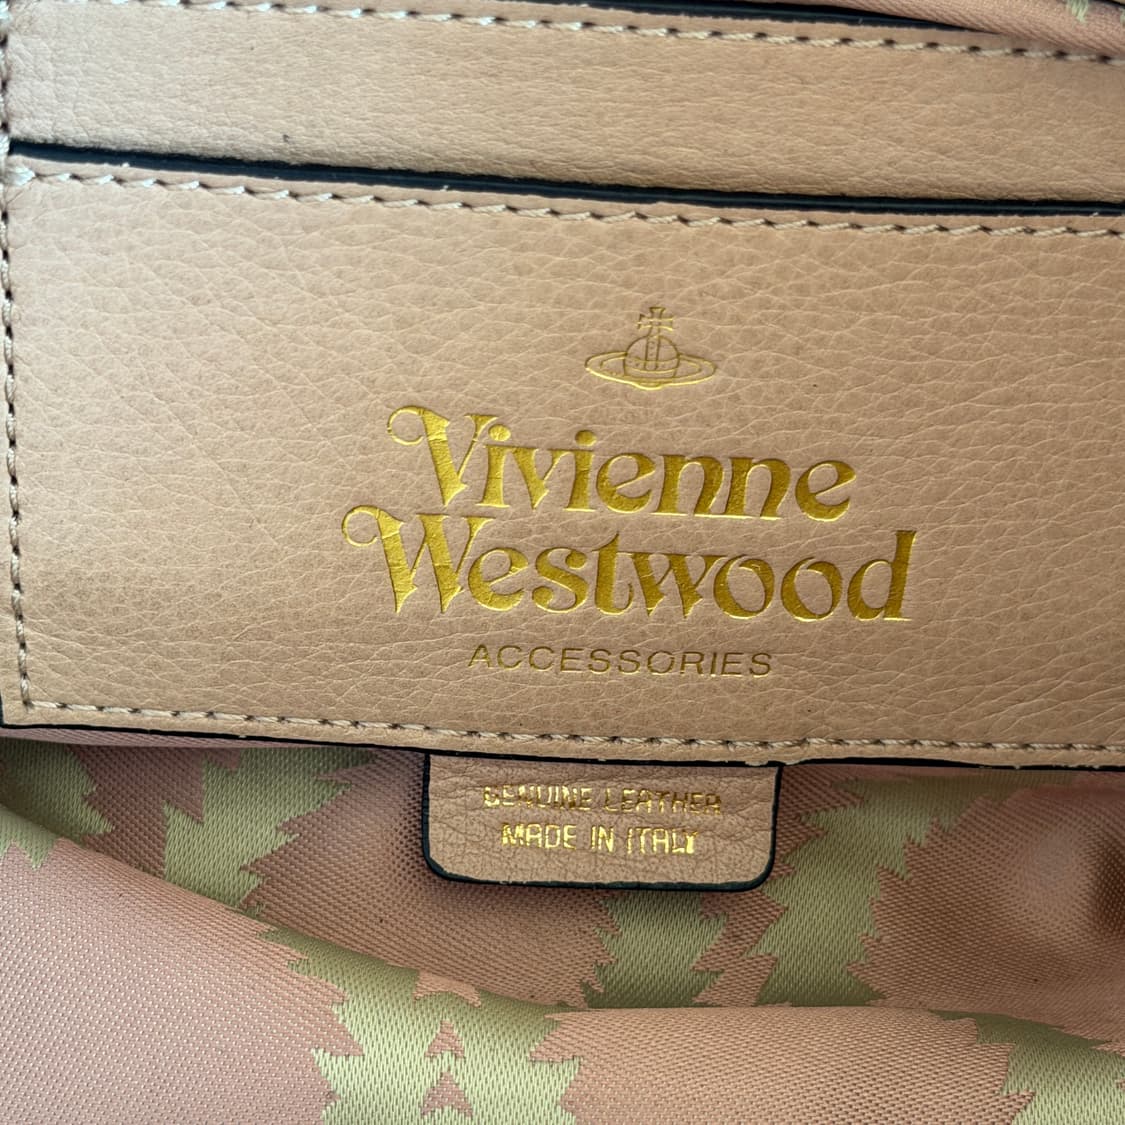 Vivienne
Westwood
ACCESSORIES
GENUINE LEATHER
MADE IN ITALY